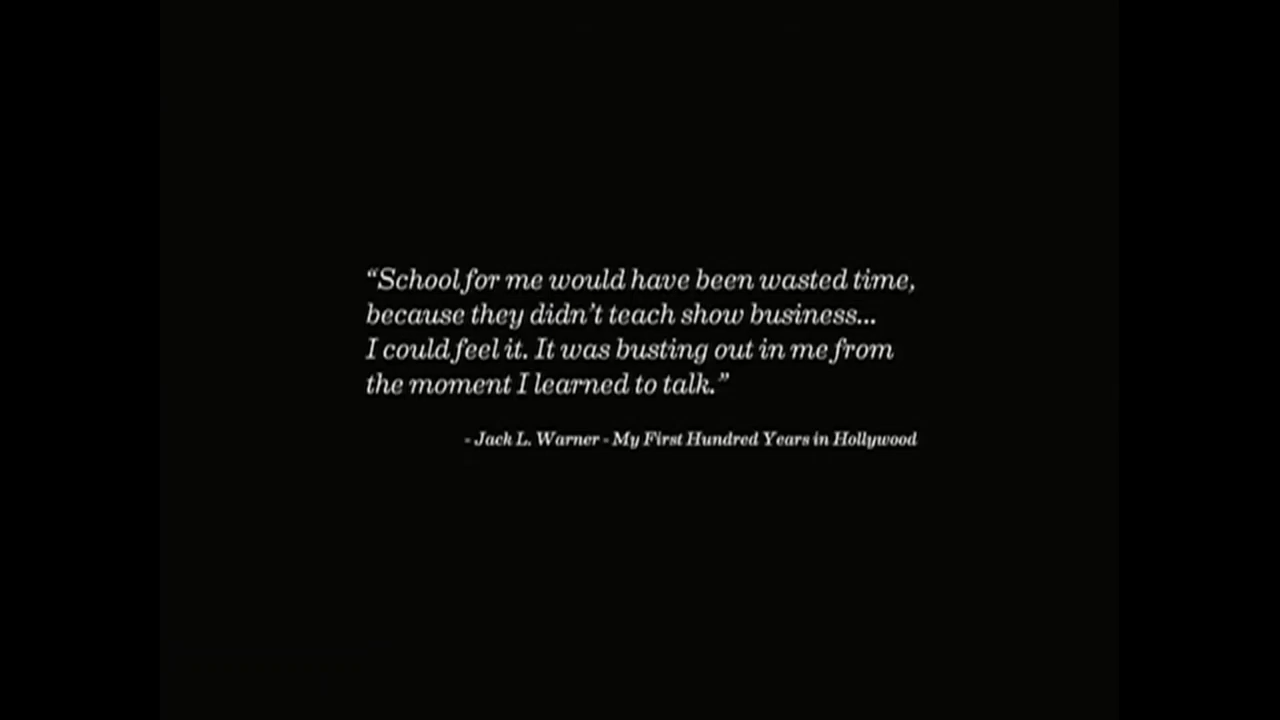 “School for me would have been wasted time,
because they didn’t teach show business...
I could feel it. It was busting out in me from
the moment I learned to talk.”
- Jack L. Warner - My First Hundred Years in Hollywood